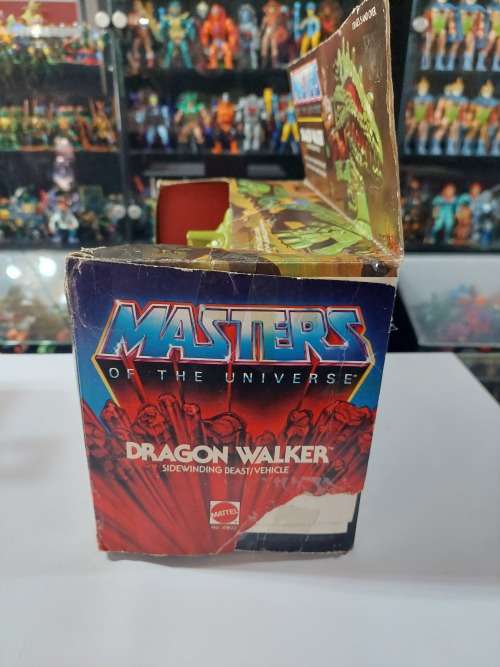 MASTERS
OF THE UNIVERSE
DRAGON WALKER
SIDEWINDING BEAST/VEHICLE
MATTEL